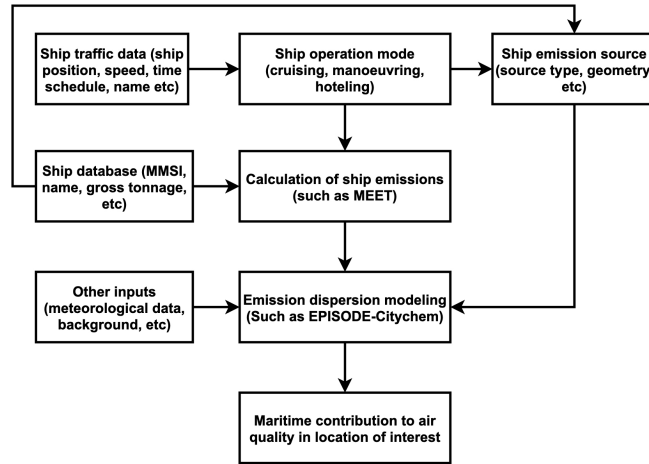 Ship traffic data (ship
position, speed, time
schedule, name etc)
Ship operation mode
(cruising, manoeuvring,
hoteling)
Ship emission source
(source type, geometry,
etc)
Ship database (MMSI,
name, gross tonnage,
etc)
Calculation of ship emissions
(such as MEET)
Other inputs
(meteorological data,
background, etc)
Emission dispersion modeling
(Such as EPISODE-Citychem)
Maritime contribution to air
quality in location of interest